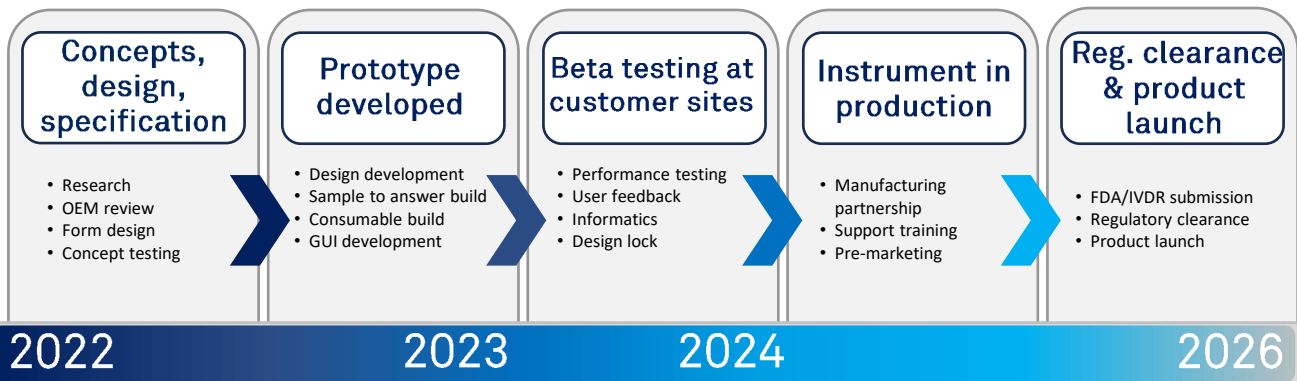 Concepts,
design,
specification
• Research
• OEM review
• Form design
• Concept testing
Prototype
developed
• Design development
• Sample to answer build
• Consumable build
• GUI development
Beta testing at
customer sites
• Performance testing
• User feedback
• Informatics
• Design lock
Instrument in
production
• Manufacturing
partnership
• Support training
• Pre-marketing
Reg. clearance
& product
launch
• FDA/IVDR submission
• Regulatory clearance
• Product launch
2022
2023
2024
2026